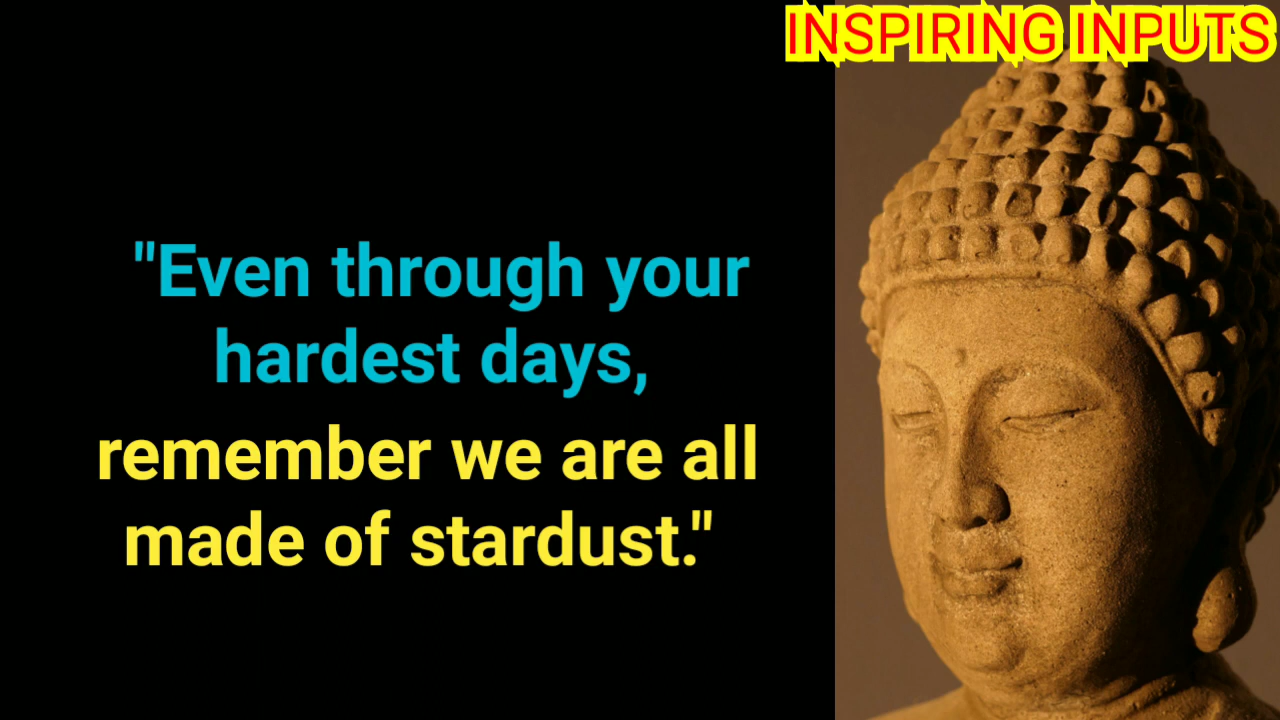 INSPIRING INPUTS
"Even through your
hardest days,
remember we are all
made of stardust."